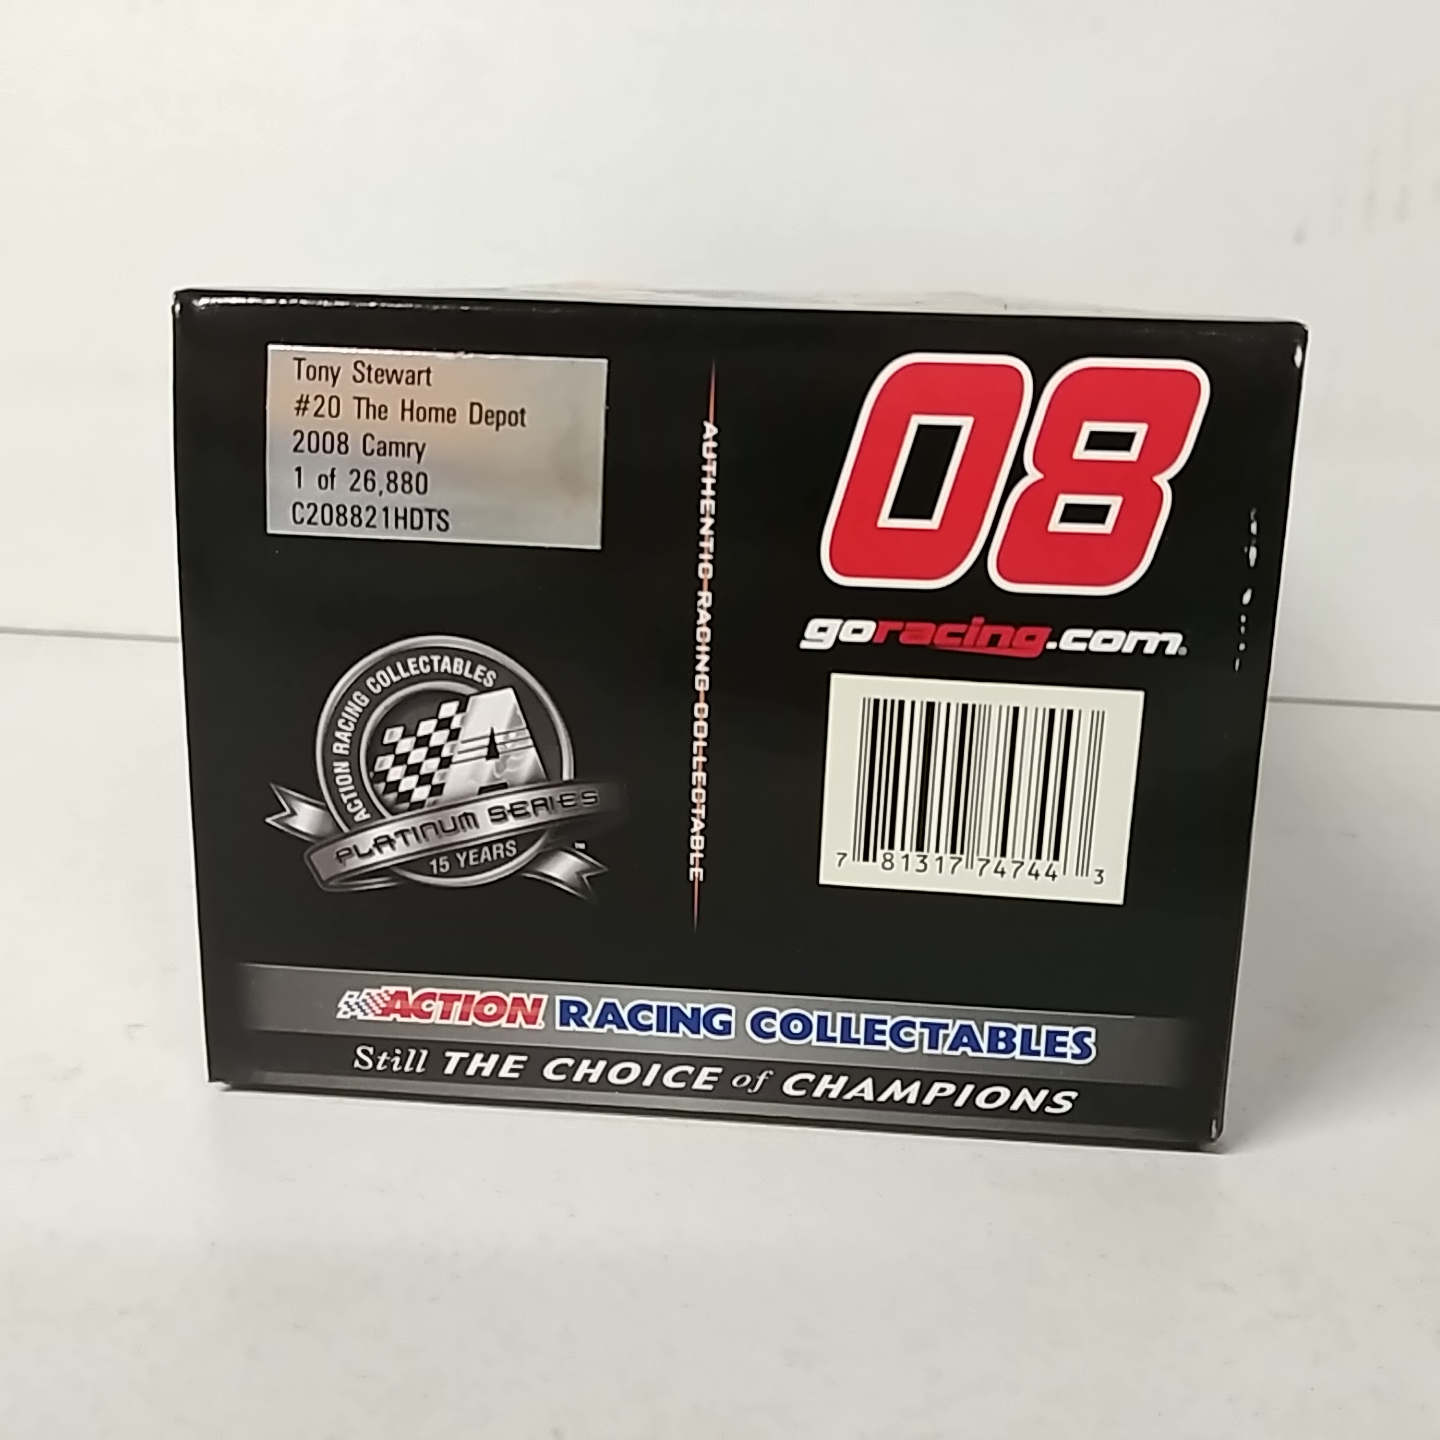 Tony Stewart
#20 The Home Depot
2008 Camry
1 of 26,880
C208821HDTS
ACTION RACING COLLECTABLES
A
PLATINUM SERIES
15 YEARS
™
AUTHENTIC RACING COLLECTABLE
08
goracing.com
7 81317 74744 3
ACTION RACING COLLECTABLES
Still THE CHOICE of CHAMPIONS